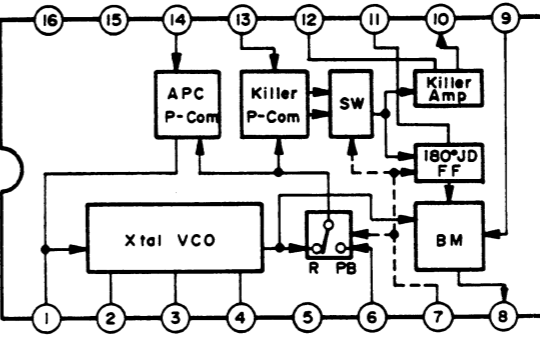 16 15 14 13 12 11 10 9
APC
P-Com
Killer
P-Com
SW
Killer
Amp
180°JD
FF
Xtal VCO
R PB
BM
1 2 3 4 5 6 7 8